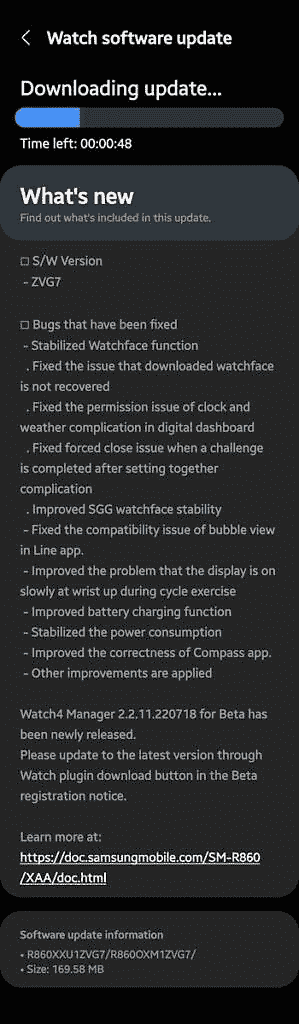 Watch software update
Downloading update...
Time left: 00:00:48
What's new
Find out what's included in this update.
□ S/W Version
- ZVG7
□ Bugs that have been fixed
- Stabilized Watchface function
. Fixed the issue that downloaded watchface
is not recovered
. Fixed the permission issue of clock and
weather complication in digital dashboard
. Fixed forced close issue when a challenge
is completed after setting together
complication
. Improved SGG watchface stability
- Fixed the compatibility issue of bubble view
in Line app.
- Improved the problem that the display is on
slowly at wrist up during cycle exercise
- Improved battery charging function
- Stabilized the power consumption
- Improved the correctness of Compass app.
- Other improvements are applied
Watch4 Manager 2.2.11.220718 for Beta has
been newly released.
Please update to the latest version through
Watch plugin download button in the Beta
registration notice.
Learn more at:
https://doc.samsungmobile.com/SM-R860
/XAA/doc.html
Software update information
• R860XXU1ZVG7/R860OXM1ZVG7/
• Size: 169.58 MB